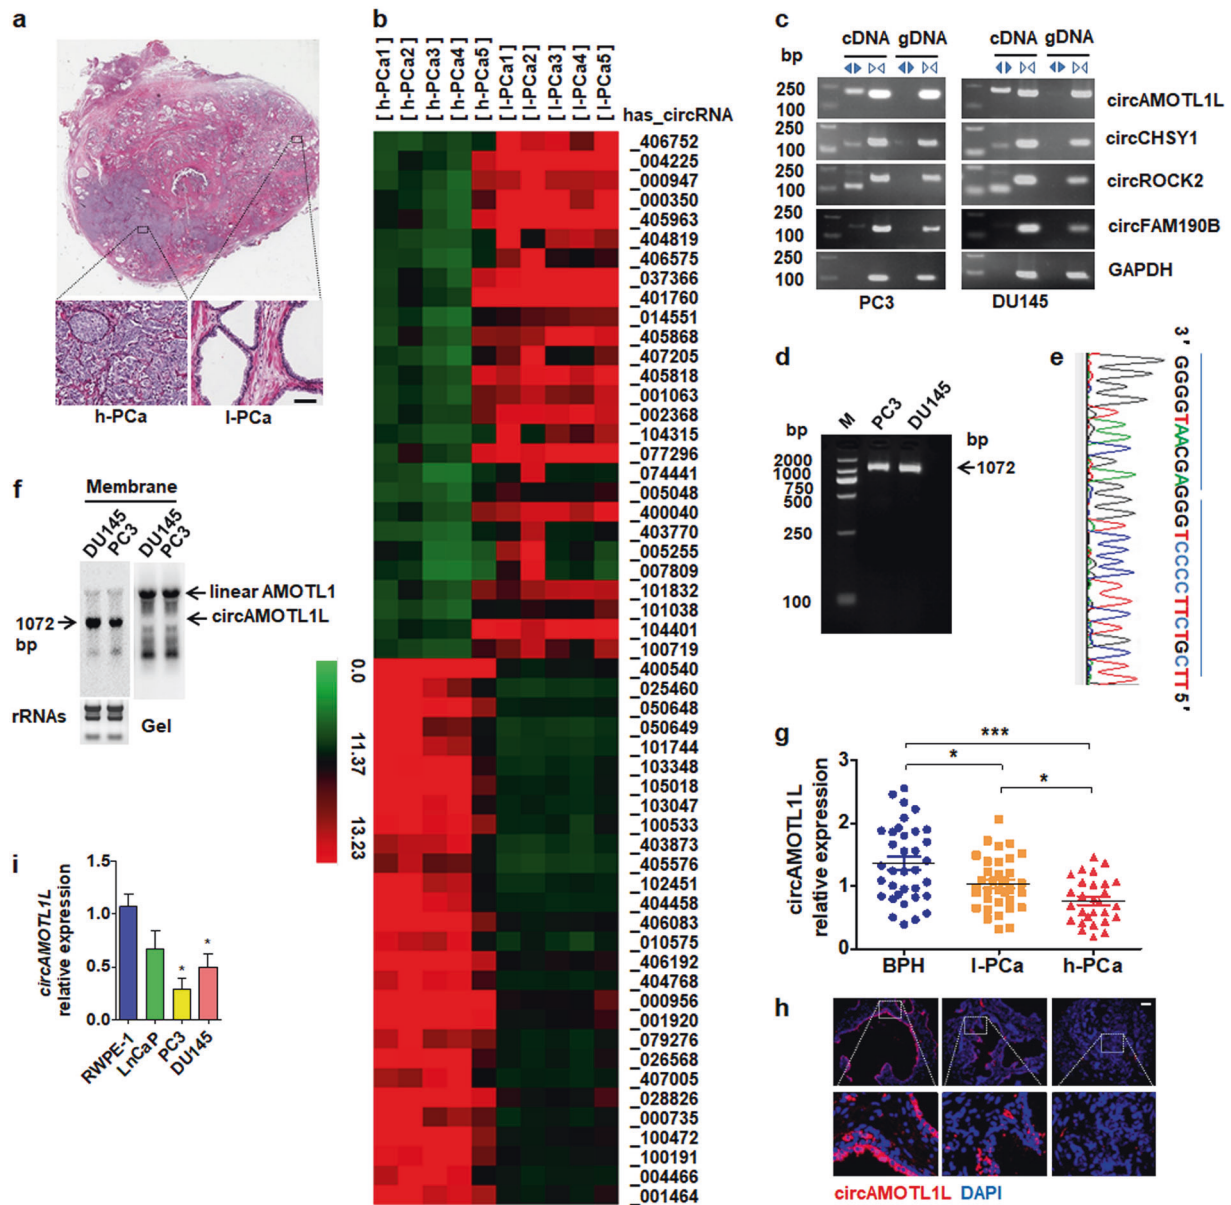 a
h-PCa
l-PCa
b
[ h-PCa1 ]
[ h-PCa2 ]
[ h-PCa3 ]
[ h-PCa4 ]
[ h-PCa5 ]
[ l-PCa1 ]
[ l-PCa2 ]
[ l-PCa3 ]
[ l-PCa4 ]
[ l-PCa5 ]
has_circRNA
_406752
_004225
_000947
_000350
_405963
_404819
_406575
_037366
_401760
_014551
_405868
_407205
_405818
_001063
_002368
_104315
_077296
_074441
_005048
_400040
_403770
_005255
_007809
_101832
_101038
_104401
_100719
_400540
_025460
_050648
_050649
_101744
_103348
_105018
_103047
_100533
_403873
_405576
_102451
_404458
_406083
_010575
_406192
_404768
_000956
_001920
_079276
_026568
_407005
_028826
_000735
_100472
_100191
_004466
_001464
0.0
11.37
13.23
c
cDNA gDNA cDNA gDNA
bp
250
100
circAMOTL1L
250
100
circCHSY1
250
100
circROCK2
250
100
circFAM190B
250
100
GAPDH
PC3 DU145
d
M PC3 DU145
bp
bp
2000
1000
750
500
250
100
1072
e
3' GGGGTAACGAGGGTCCCCTTCTGCTT 5'
f
Membrane
DU145
PC3
DU145
PC3
linear AMOTL1
circAMOTL1L
1072
bp
rRNAs
Gel
g
circAMOTL1L
relative expression
3
2
1
0
***
*
*
BPH l-PCa h-PCa
h
circAMOTL1L DAPI
i
circAMOTL1L
relative expression
1.5
1.0
0.5
0.0
*
*
RWPE-1
LnCaP
PC3
DU145